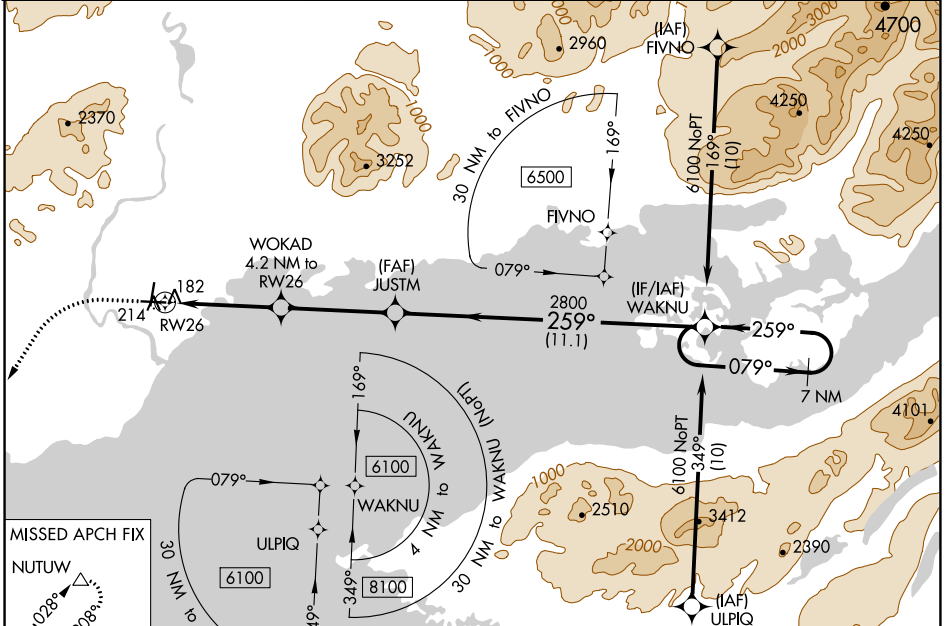 2960
(IAF)
FIVNO
3000
2000
4700
1000
4250
4250
2370
1000
3252
30 NM to FIVNO
169°
6500
6100 NoPT
169°
(10)
FIVNO
079°
WOKAD
4.2 NM to
RW26
(FAF)
JUSTM
2800
259°
(11.1)
(IF/IAF)
WAKNU
182
214
RW26
259°
079°
7 NM
169°
30 NM to WAKNU (NoPT)
4 NM to WAKNU
6100
WAKNU
349°
8100
6100 NoPT
349°
(10)
4101
1000
2510
3412
2000
2390
079°
ULPIQ
30 NM to
6100
(IAF)
ULPIQ
MISSED APCH FIX
NUTUW
028°